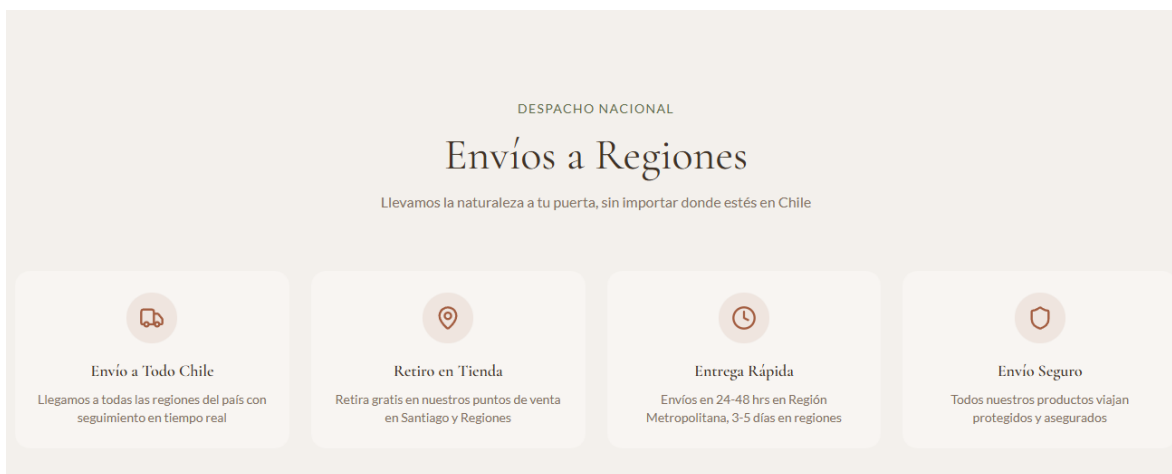 DESPACHO NACIONAL
Envíos a Regiones
Llevamos la naturaleza a tu puerta, sin importar donde estés en Chile
Envío a Todo Chile
Llegamos a todas las regiones del país con
seguimiento en tiempo real
Retiro en Tienda
Retira gratis en nuestros puntos de venta
en Santiago y Regiones
Entrega Rápida
Envíos en 24-48 hrs en Región
Metropolitana, 3-5 días en regiones
Envío Seguro
Todos nuestros productos viajan
protegidos y asegurados